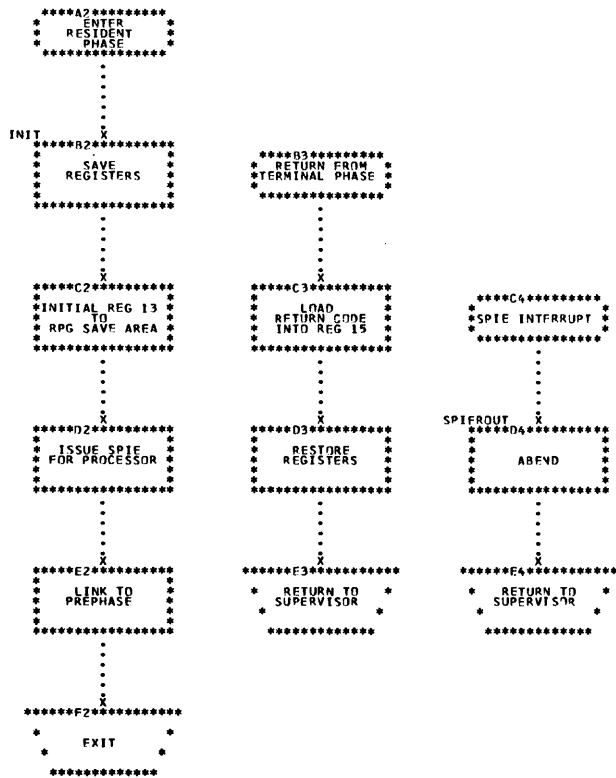 A2
ENTER
RESIDENT
PHASE
INIT
X
B2
SAVE
REGISTERS
X
C2
INITIAL REG 13
TO
RPG SAVE AREA
X
D2
ISSUE SPIE
FOR PROCESSOR
X
E2
LINK TO
PREPHASE
X
F2
EXIT
B3
RETURN FROM
TERMINAL PHASE
X
C3
LOAD
RETURN CODE
INTO REG 15
X
D3
RESTORE
REGISTERS
X
E3
RETURN TO
SUPERVISOR
C4
SPIE INTERRUPT
SPIEROUT
X
D4
ABEND
X
E4
RETURN TO
SUPERVISOR